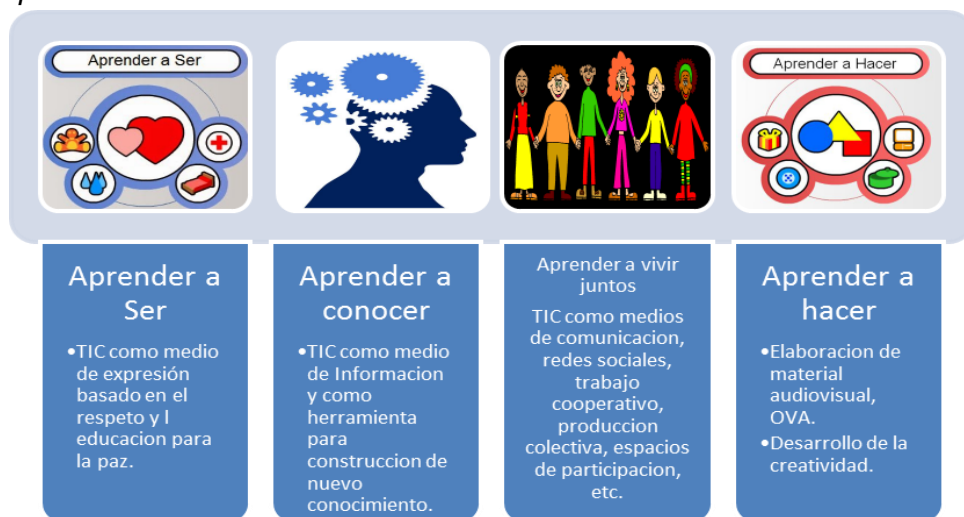 Aprender a Ser
Aprender a Hacer
Aprender a
Ser
•TIC como medio
de expresión
basado en el
respeto y l
educacion para
la paz.
Aprender a
conocer
•TIC como medio
de Informacion
y como
herramienta
para
construccion de
nuevo
conocimiento.
Aprender a vivir
juntos
TIC como medios
de comunicacion,
redes sociales,
trabajo
cooperativo,
produccion
colectiva, espacios
de participacion,
etc.
Aprender a
hacer
•Elaboracion de
material
audiovisual,
OVA.
•Desarrollo de la
creatividad.